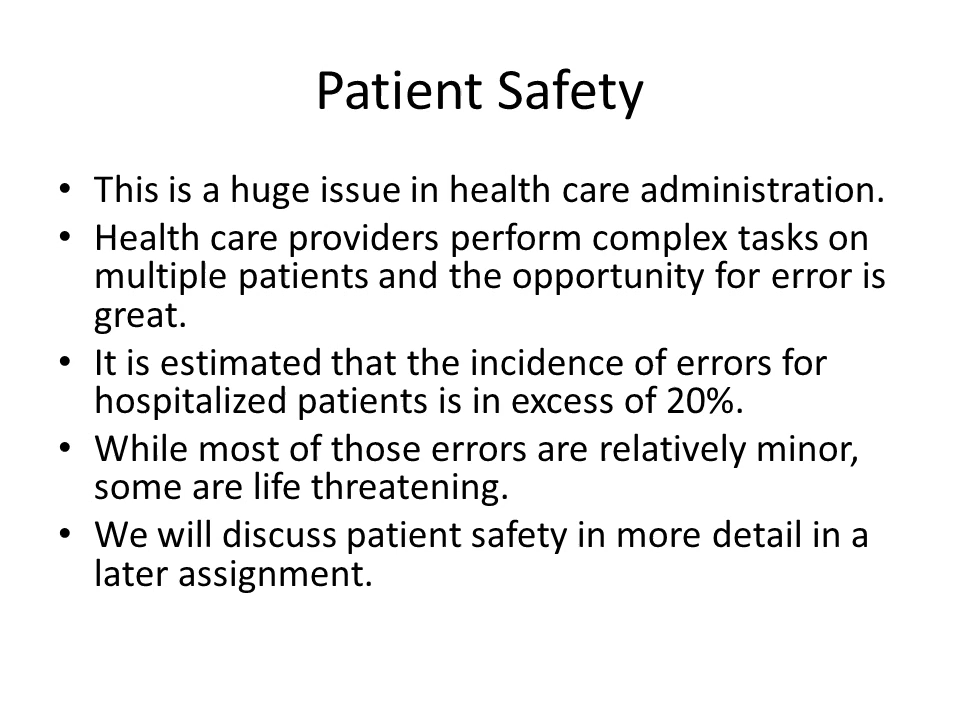 Patient Safety
• This is a huge issue in health care administration.
• Health care providers perform complex tasks on
multiple patients and the opportunity for error is
great.
• It is estimated that the incidence of errors for
hospitalized patients is in excess of 20%.
• While most of those errors are relatively minor,
some are life threatening.
• We will discuss patient safety in more detail in a
later assignment.